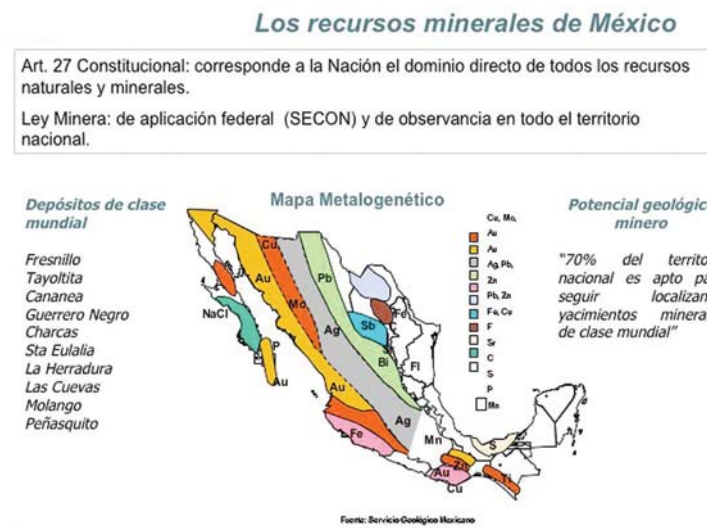 Los recursos minerales de México
Art. 27 Constitucional: corresponde a la Nación el dominio directo de todos los recursos
naturales y minerales.
Ley Minera: de aplicación federal (SECON) y de observancia en todo el territorio
nacional.
Depósitos de clase
mundial
Fresnillo
Tayoltita
Cananea
Guerrero Negro
Charcas
Sta Eulalia
La Herradura
Las Cuevas
Molango
Peñasquito
Mapa Metalogenético
Cu
Au
Mo
Pb
Ag
NaCl
P
Au
Sb
Fe
Bi
Fl
Au
Ag
Fe
Mn
S
Zn
Au
Cu
Ti
Cu, Mo,
Au
Au
Ag, Pb,
Zn
Pb, Zn
Fe, Cu
F
Sr
C
S
P
Mn
Fuente: Servicio Geológico Mexicano
Potencial geológic
minero
"70% del territo
nacional es apto pa
seguir localizan
yacimientos minera
de clase mundial"